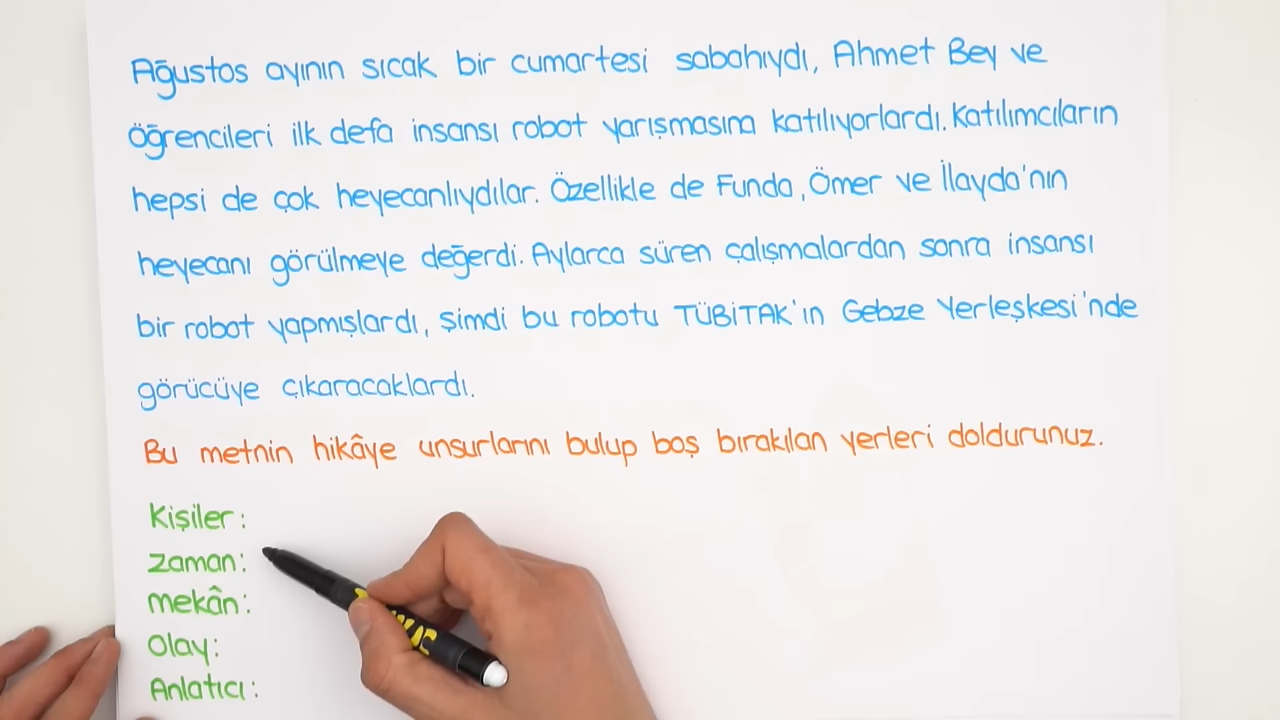 Ağustos ayının sıcak bir cumartesi sabahıydı, Ahmet Bey ve
Öğrencileri ilk defa insansı robot yarışmasına katılıyorlardı. Katılımcıların
hepsi de çok heyecanlıydılar. Özellikle de Funda, Ömer ve İlayda'nın
heyecanı görülmeye değerdi. Aylarca süren çalışmalardan sonra insansı
bir robot yapmışlardı, Şimdi bu robotu TÜBİTAK'ın Gebze Yerleşkesi'nde
görücüye çıkaracaklardı.
Bu metnin hikâye unsurlarını bulup boş bırakılan yerleri doldurunuz.
Kişiler:
zaman:
mekân:
Olay:
Anlatıcı: